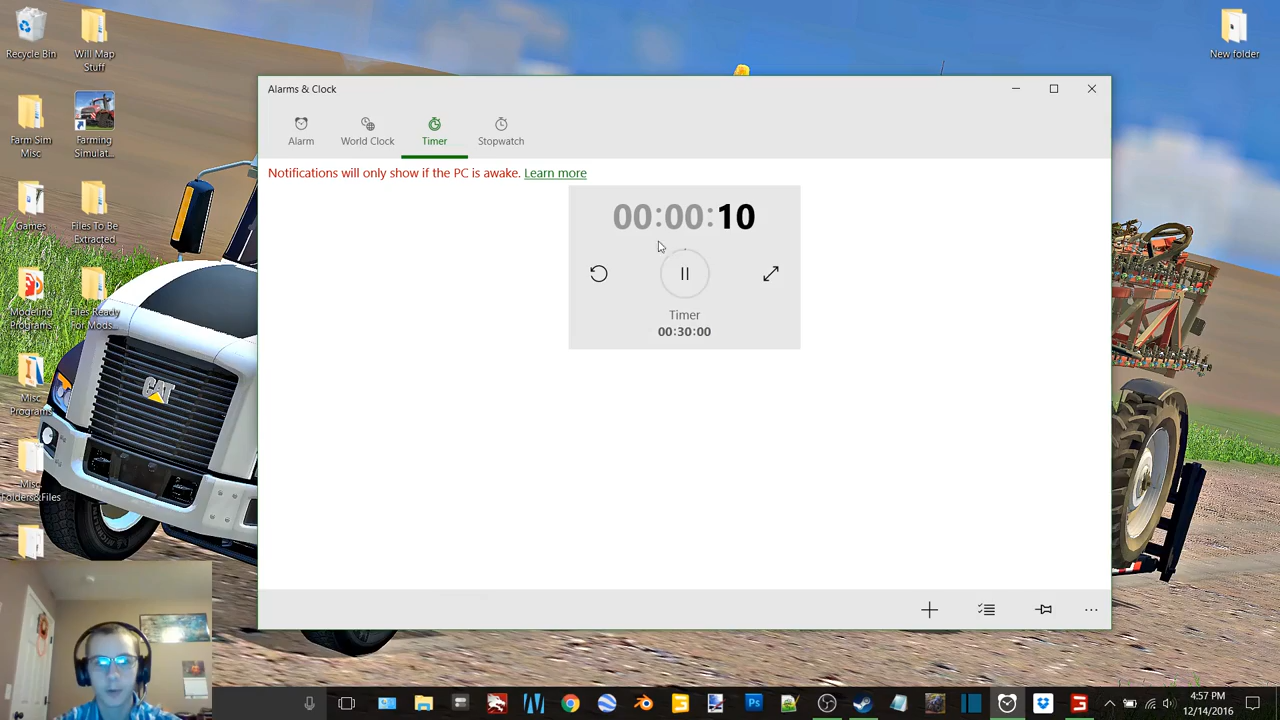 Recycle Bin
Will Map
Stuff
New folder
Farm Sim
Misc
Farming
Simulat...
Games
Files To Be
Extracted
Modeling
Programs
Files Ready
For Mods...
Misc
Programs
Misc
Folders&Files
CAT
Alarms & Clock
Alarm
World Clock
Timer
Stopwatch
Notifications will only show if the PC is awake. Learn more
00:00:10
Timer
00:30:00
4:57 PM
12/14/2016